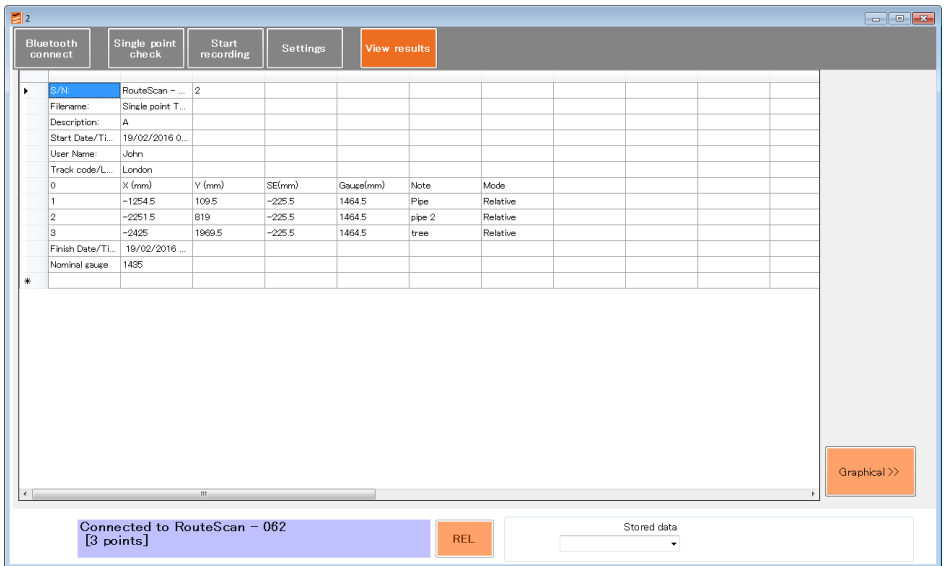 2
Bluetooth connect
Single point check
Start recording
Settings
View results
S/N: RouteScan - ... 2
Filename: Single point T...
Description: A
Start Date/Ti... 19/02/2016 0...
User Name: John
Track code/L... London
0 X (mm) Y (mm) SE(mm) Gauge(mm) Note Mode
1 -1254.5 109.5 -225.5 1464.5 Pipe Relative
2 -2251.5 819 -225.5 1464.5 pipe 2 Relative
3 -2425 1969.5 -225.5 1464.5 tree Relative
Finish Date/Ti... 19/02/2016 ...
Nominal gauge 1435
Graphical >>
Connected to RouteScan - 062
[3 points]
REL
Stored data